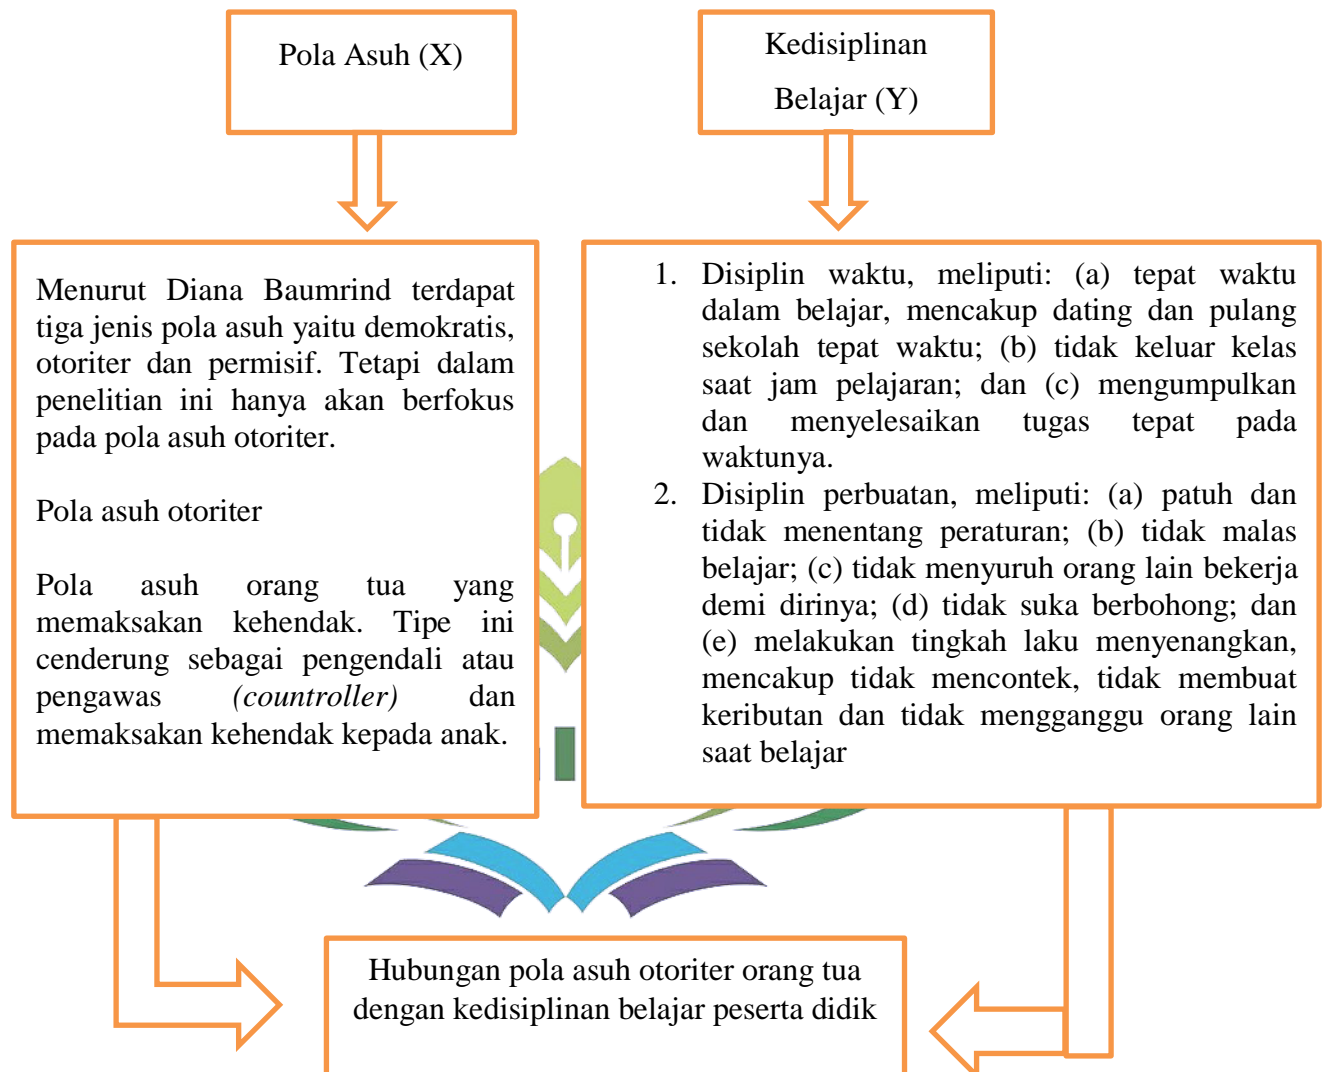 Pola Asuh (X)
Kedisiplinan
Belajar (Y)
Menurut Diana Baumrind terdapat
tiga jenis pola asuh yaitu demokratis,
otoriter dan permisif. Tetapi dalam
penelitian ini hanya akan berfokus
pada pola asuh otoriter.
Pola asuh otoriter
Pola asuh orang tua yang
memaksakan kehendak. Tipe ini
cenderung sebagai pengendali atau
pengawas (countroller) dan
memaksakan kehendak kepada anak.
1. Disiplin waktu, meliputi: (a) tepat waktu
dalam belajar, mencakup dating dan pulang
sekolah tepat waktu; (b) tidak keluar kelas
saat jam pelajaran; dan (c) mengumpulkan
dan menyelesaikan tugas tepat pada
waktunya.
2. Disiplin perbuatan, meliputi: (a) patuh dan
tidak menentang peraturan; (b) tidak malas
belajar; (c) tidak menyuruh orang lain bekerja
demi dirinya; (d) tidak suka berbohong; dan
(e) melakukan tingkah laku menyenangkan,
mencakup tidak mencontek, tidak membuat
keributan dan tidak mengganggu orang lain
saat belajar
Hubungan pola asuh otoriter orang tua
dengan kedisiplinan belajar peserta didik